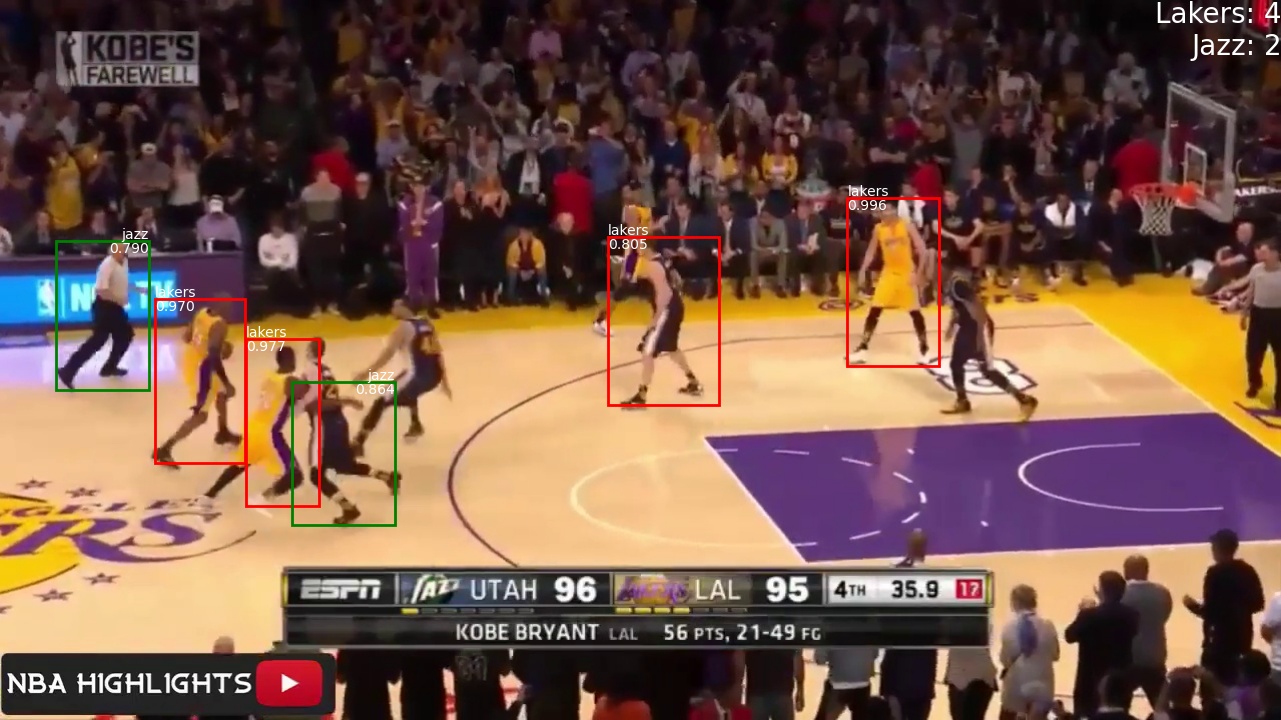 Lakers: 4
Jazz: 2
KOBE'S
FAREWELL
lakers
0.996
jazz
0.790
lakers
0.805
lakers
0.970
lakers
0.977
jazz
0.864
ESPN JAZZ UTAH 96 LAKERS LAL 95 4TH 35.9 17
KOBE BRYANT LAL 56 PTS, 21-49 FG
NBA HIGHLIGHTS